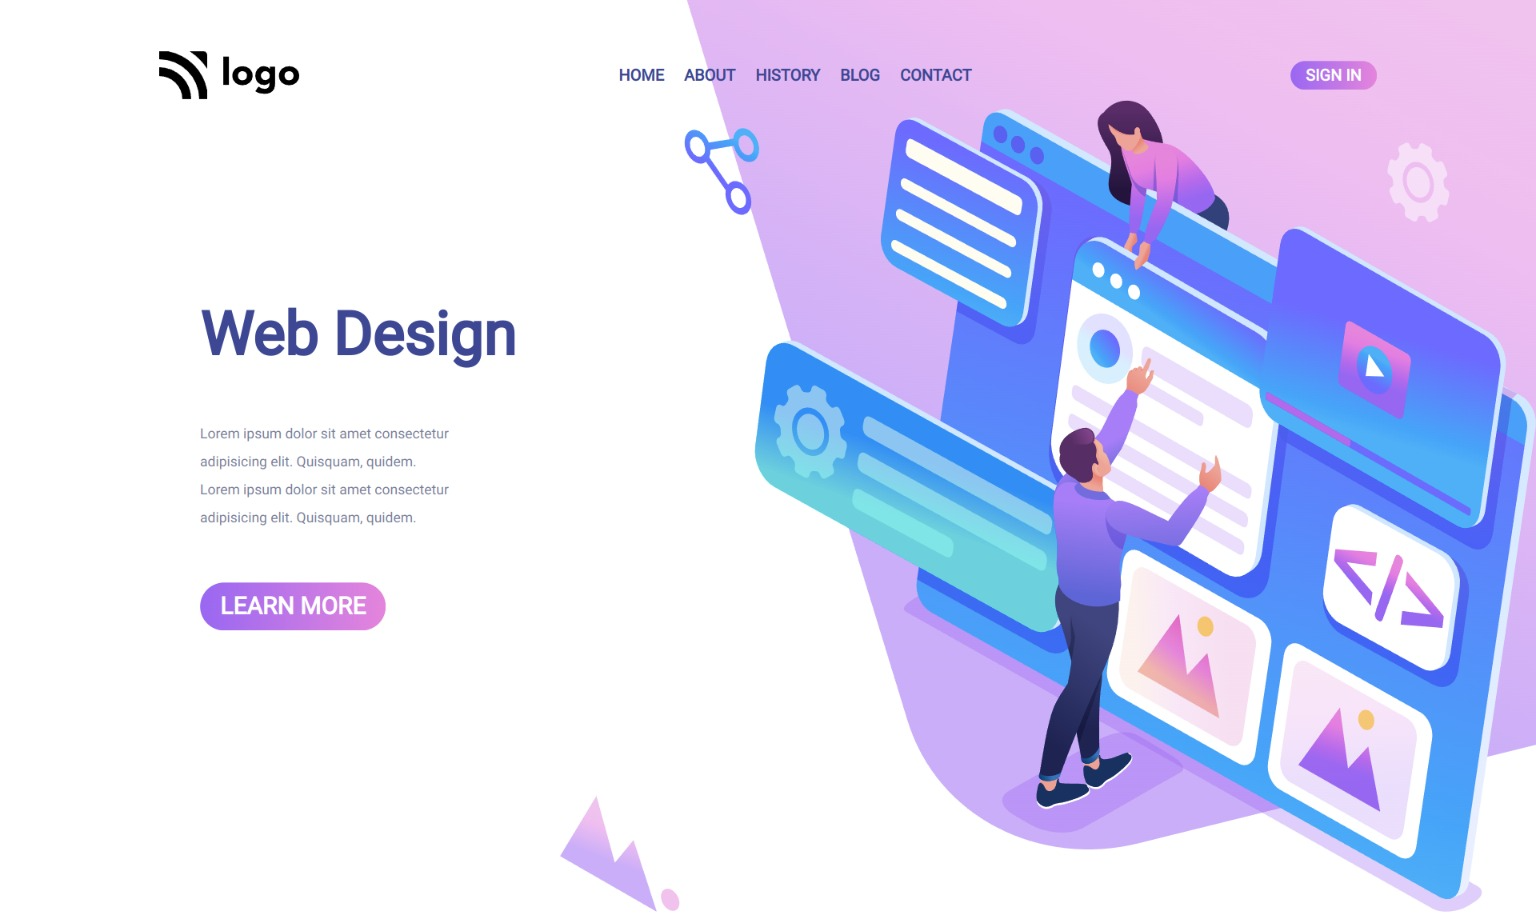 logo
HOME ABOUT HISTORY BLOG CONTACT
SIGN IN
Web Design
Lorem ipsum dolor sit amet consectetur
adipisicing elit. Quisquam, quidem.
Lorem ipsum dolor sit amet consectetur
adipisicing elit. Quisquam, quidem.
LEARN MORE
</>